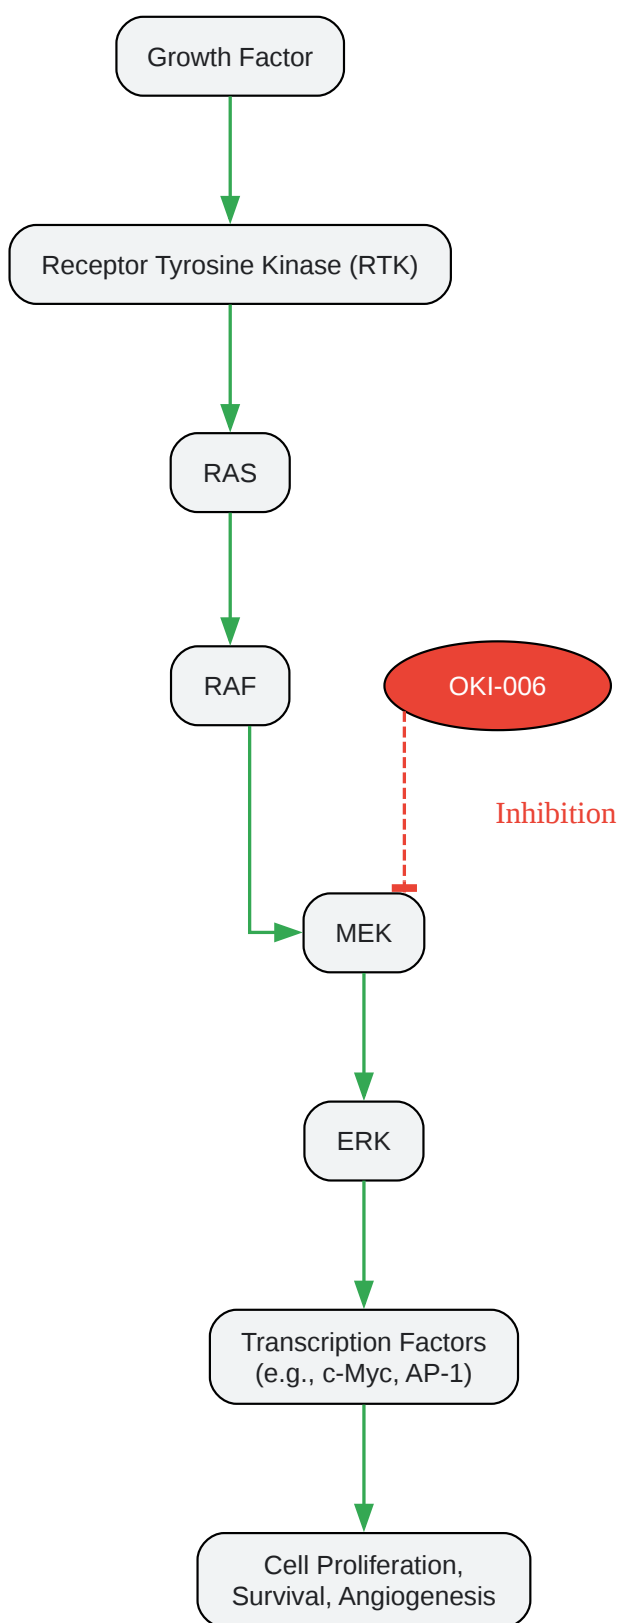 Growth Factor
Receptor Tyrosine Kinase (RTK)
RAS
RAF
OKI-006
Inhibition
MEK
ERK
Transcription Factors
(e.g., c-Myc, AP-1)
Cell Proliferation,
Survival, Angiogenesis